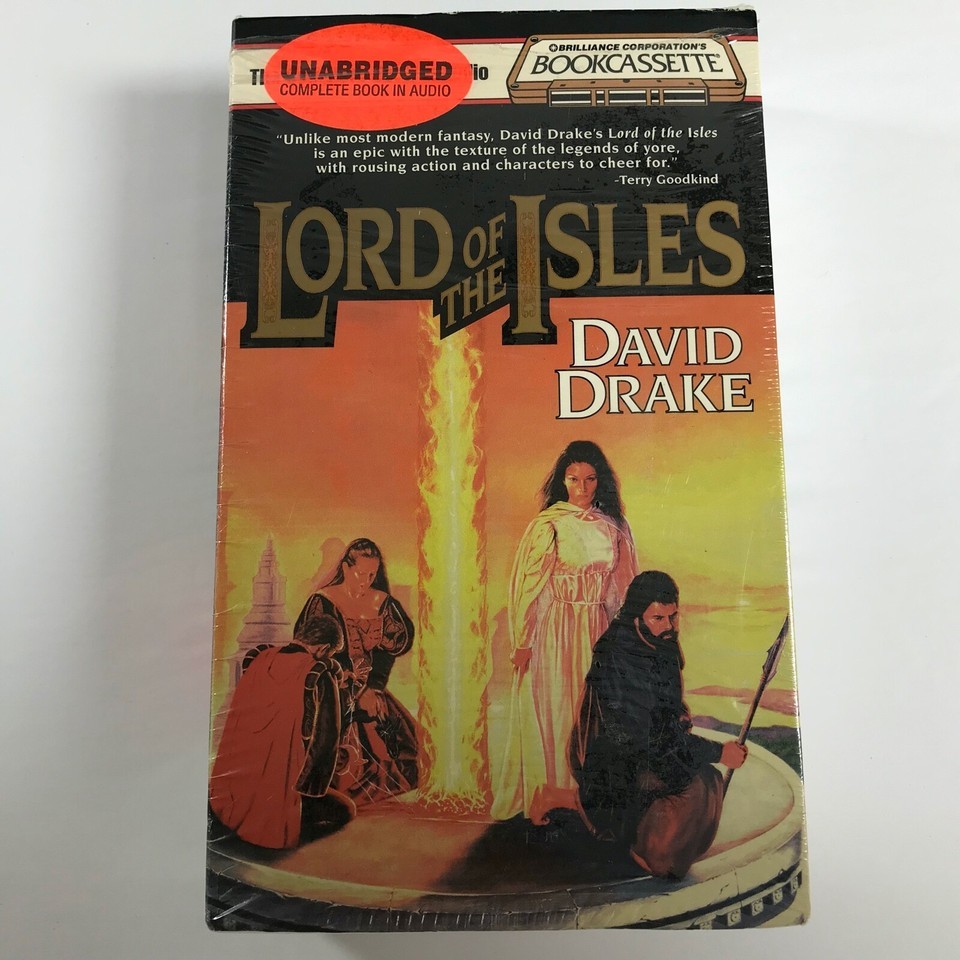 UNABRIDGED
COMPLETE BOOK IN AUDIO
BRILLIANCE CORPORATION'S
BOOKCASSETTE®
"Unlike most modern fantasy, David Drake's Lord of the Isles
is an epic with the texture of the legends of yore,
with rousing action and characters to cheer for."
-Terry Goodkind
LORD OF THE ISLES
DAVID
DRAKE